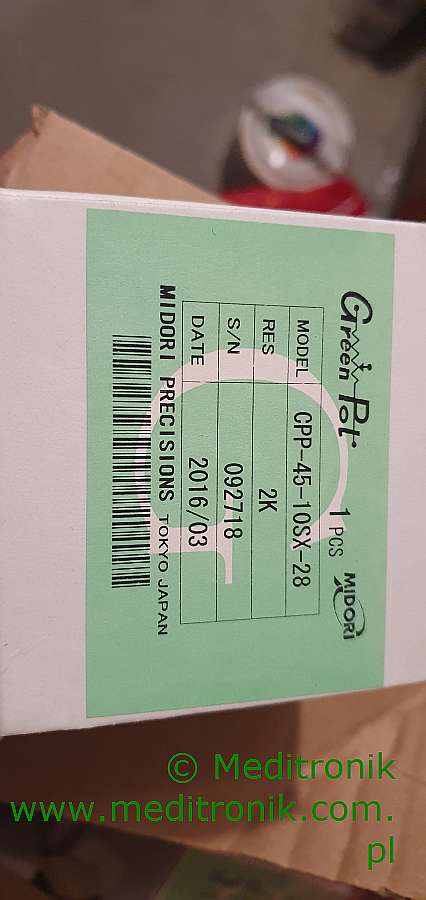 Green Pot 1 PCS MIDORI
MODEL CPP-45-10SX-28
RES 2K
S/N 092718
DATE 2016/03
MIDORI PRECISIONS TOKYO JAPAN
© Meditronik
www.meditronik.com.
pl